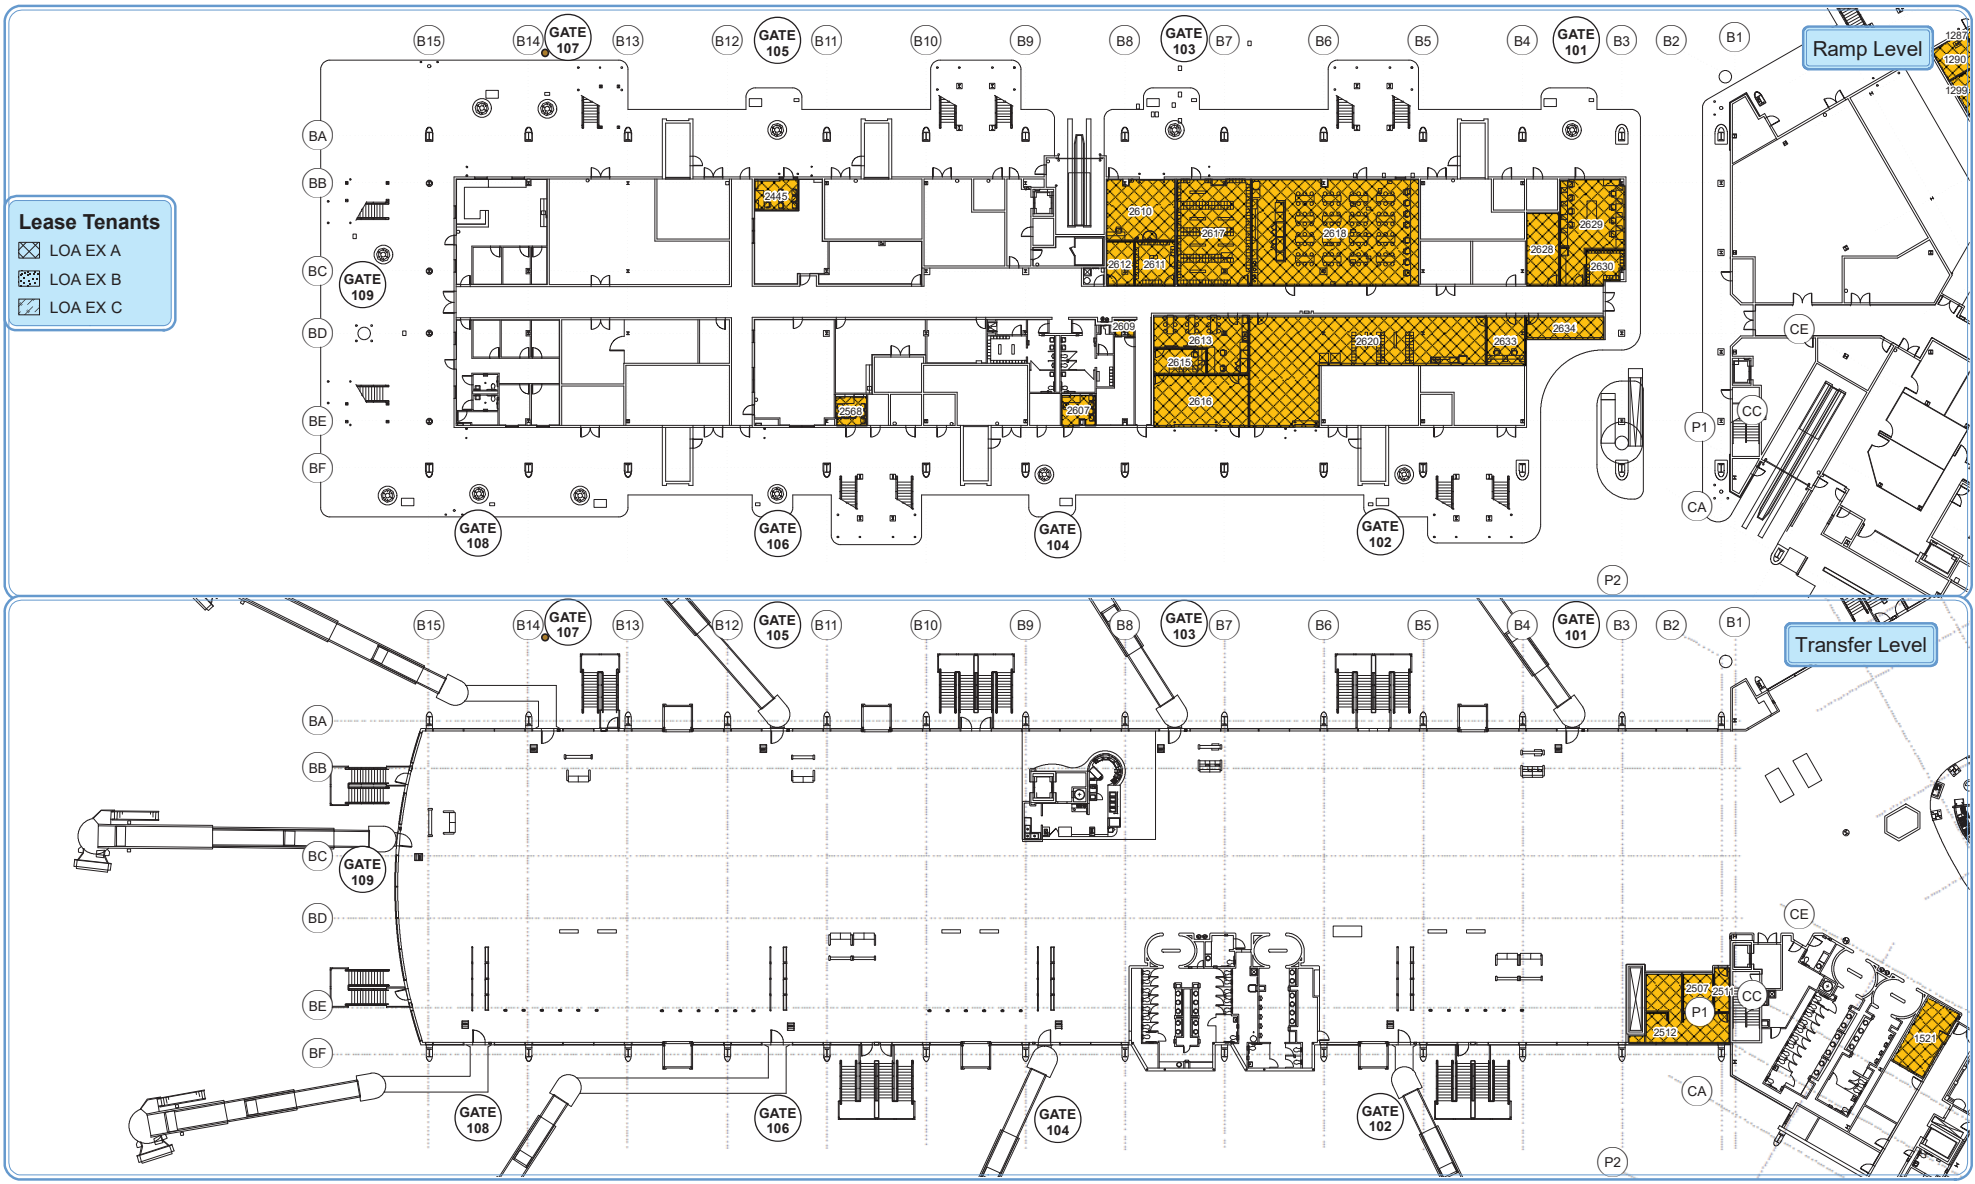 B15
B14
GATE
107
B13
B12
GATE
105
B11
B10
B9
B8
GATE
103
B7
B6
B5
B4
GATE
101
B3
B2
B1
Ramp Level
1287
1290
1299
BA
BB
BC
BD
BE
BF
GATE
109
Lease Tenants
LOA EX A
LOA EX B
LOA EX C
2445
2610
2617
2618
2612
2611
2628
2629
2630
2609
2613
2615
2616
2620
2633
2634
2568
2607
CE
CC
P1
CA
GATE
108
GATE
106
GATE
104
GATE
102
P2
B15
B14
GATE
107
B13
B12
GATE
105
B11
B10
B9
B8
GATE
103
B7
B6
B5
B4
GATE
101
B3
B2
B1
Transfer Level
BA
BB
BC
GATE
109
BD
BE
BF
CE
2507
2511
CC
P1
2512
1521
CA
GATE
108
GATE
106
GATE
104
GATE
102
P2